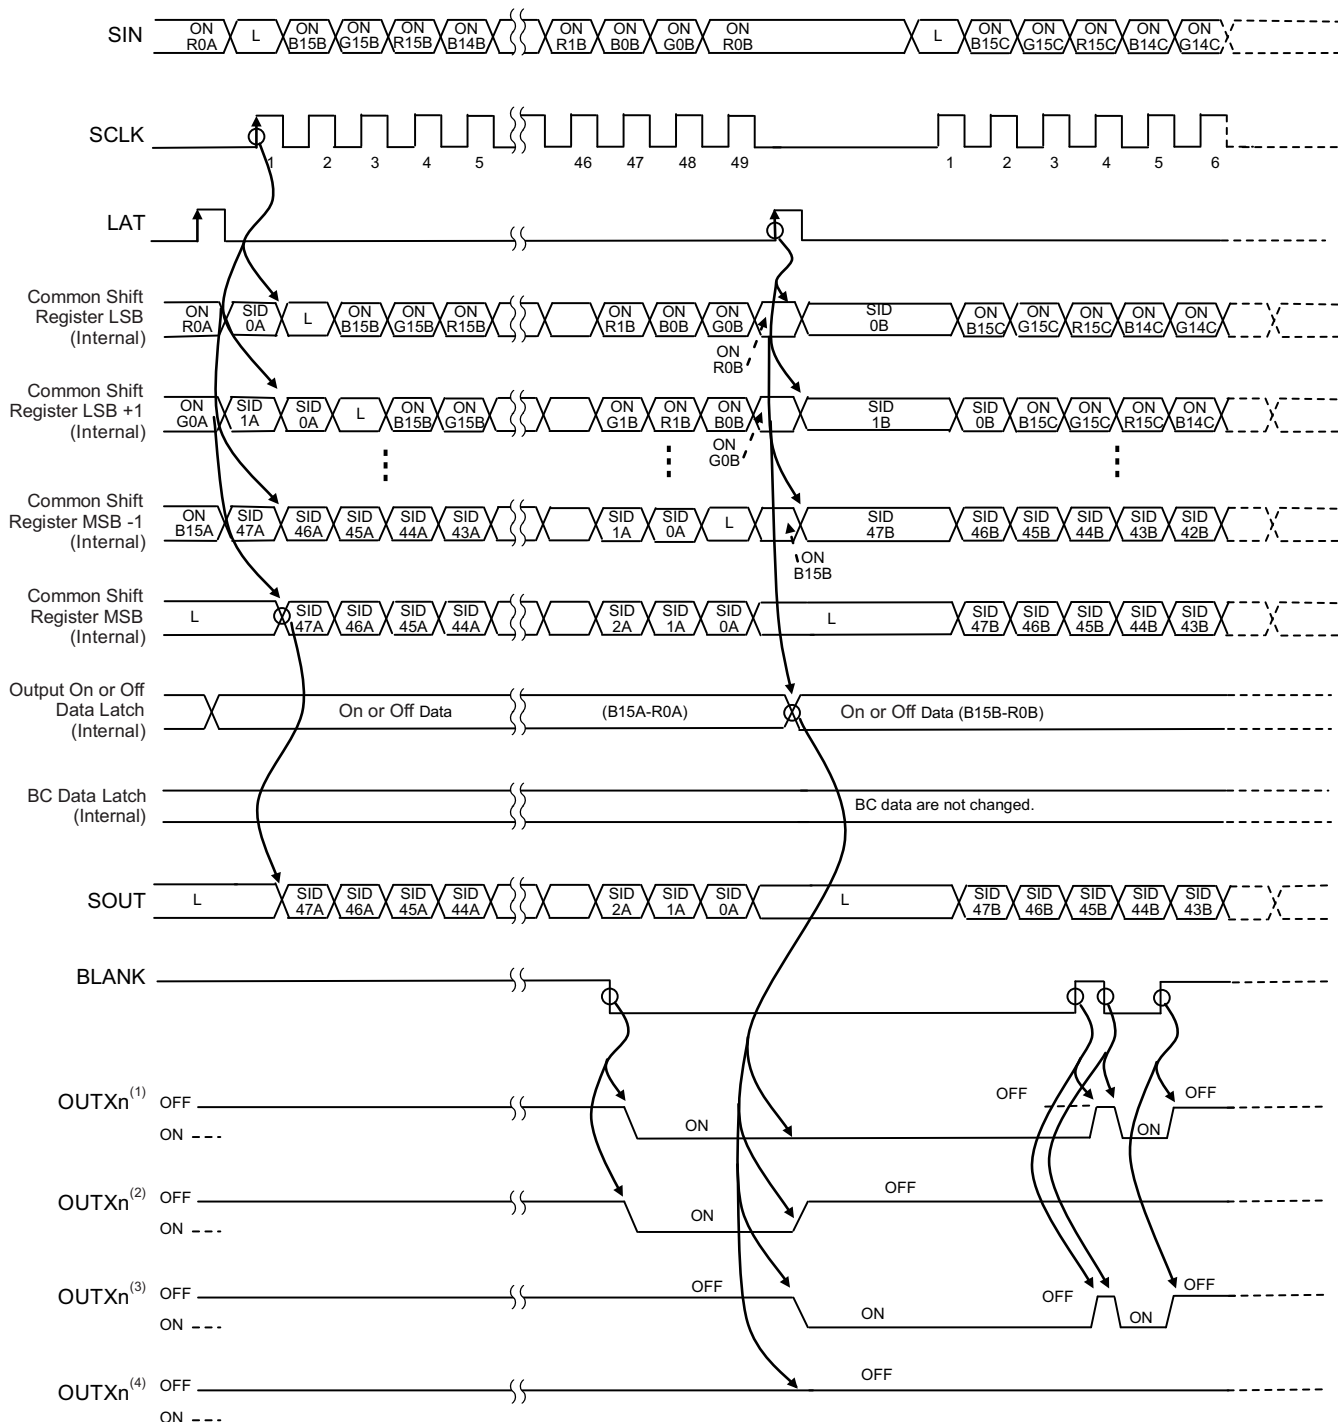 SIN
ON R0A L ON B15B ON G15B ON R15B ON B14B ON R1B ON B0B ON G0B ON R0B L ON B15C ON G15C ON R15C ON B14C ON G14C
SCLK
1 2 3 4 5 46 47 48 49 1 2 3 4 5 6
LAT
Common Shift
Register LSB
(Internal)
ON R0A SID 0A L ON B15B ON G15B ON R15B ON R1B ON B0B ON G0B SID 0B ON B15C ON G15C ON R15C ON B14C ON G14C
ON
R0B
Common Shift
Register LSB +1
(Internal)
ON G0A SID 1A SID 0A L ON B15B ON G15B ON G1B ON R1B ON B0B SID 1B SID 0B ON B15C ON G15C ON R15C ON B14C
ON
G0B
Common Shift
Register MSB -1
(Internal)
ON B15A SID 47A SID 46A SID 45A SID 44A SID 43A SID 1A SID 0A L SID 47B SID 46B SID 45B SID 44B SID 43B SID 42B
ON
B15B
Common Shift
Register MSB
(Internal)
L SID 47A SID 46A SID 45A SID 44A SID 2A SID 1A SID 0A L SID 47B SID 46B SID 45B SID 44B SID 43B
Output On or Off
Data Latch
(Internal)
On or Off Data (B15A-R0A) On or Off Data (B15B-R0B)
BC Data Latch
(Internal)
BC data are not changed.
SOUT
L SID 47A SID 46A SID 45A SID 44A SID 2A SID 1A SID 0A L SID 47B SID 46B SID 45B SID 44B SID 43B
BLANK
OUTXn(1) OFF OFF OFF
ON ON ON
OUTXn(2) OFF OFF
ON ON
OUTXn(3) OFF OFF OFF OFF
ON ON ON
OUTXn(4) OFF OFF
ON